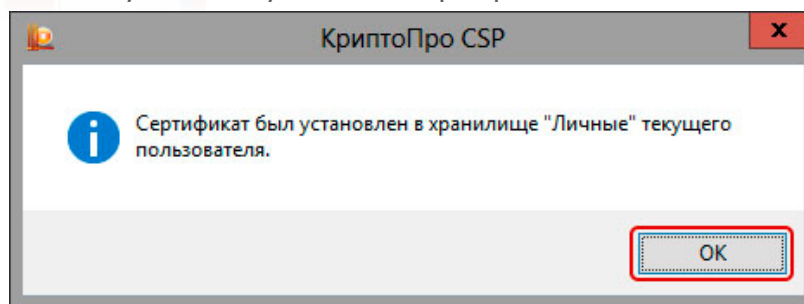 КриптоПро CSP
Сертификат был установлен в хранилище "Личные" текущего
пользователя.
OK